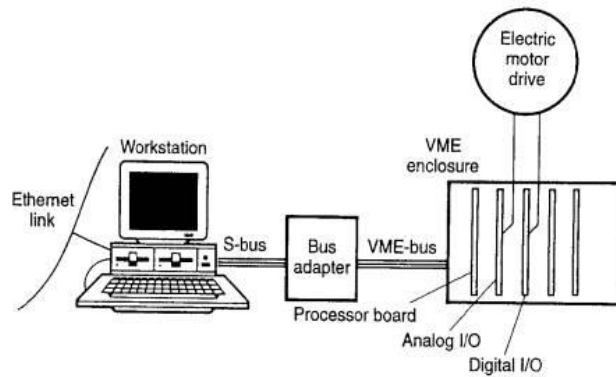 Electric
motor
drive
VME
enclosure
Workstation
Ethernet
link
S-bus
Bus
adapter
VME-bus
Processor board
Analog I/O
Digital I/O